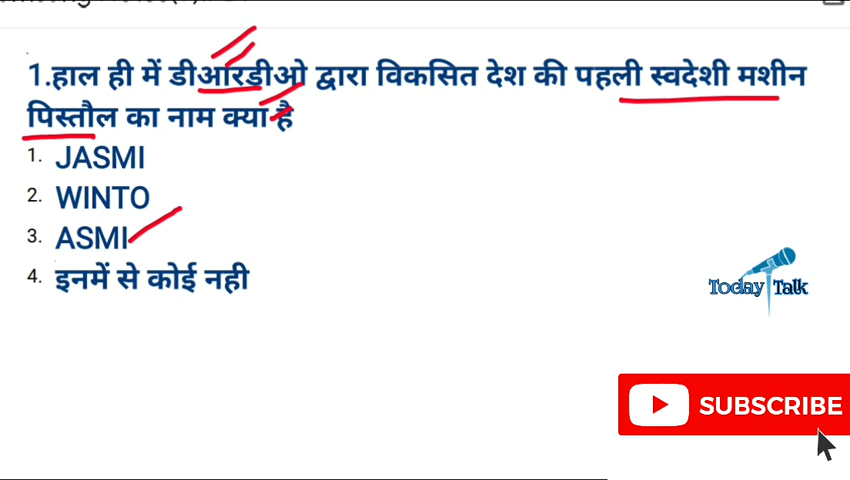 1.हाल ही में डीआरडीओ द्वारा विकसित देश की पहली स्वदेशी मशीन
पिस्तौल का नाम क्या है
1. JASMI
2. WINTO
3. ASMI
4. इनमें से कोई नही
Today Talk
SUBSCRIBE